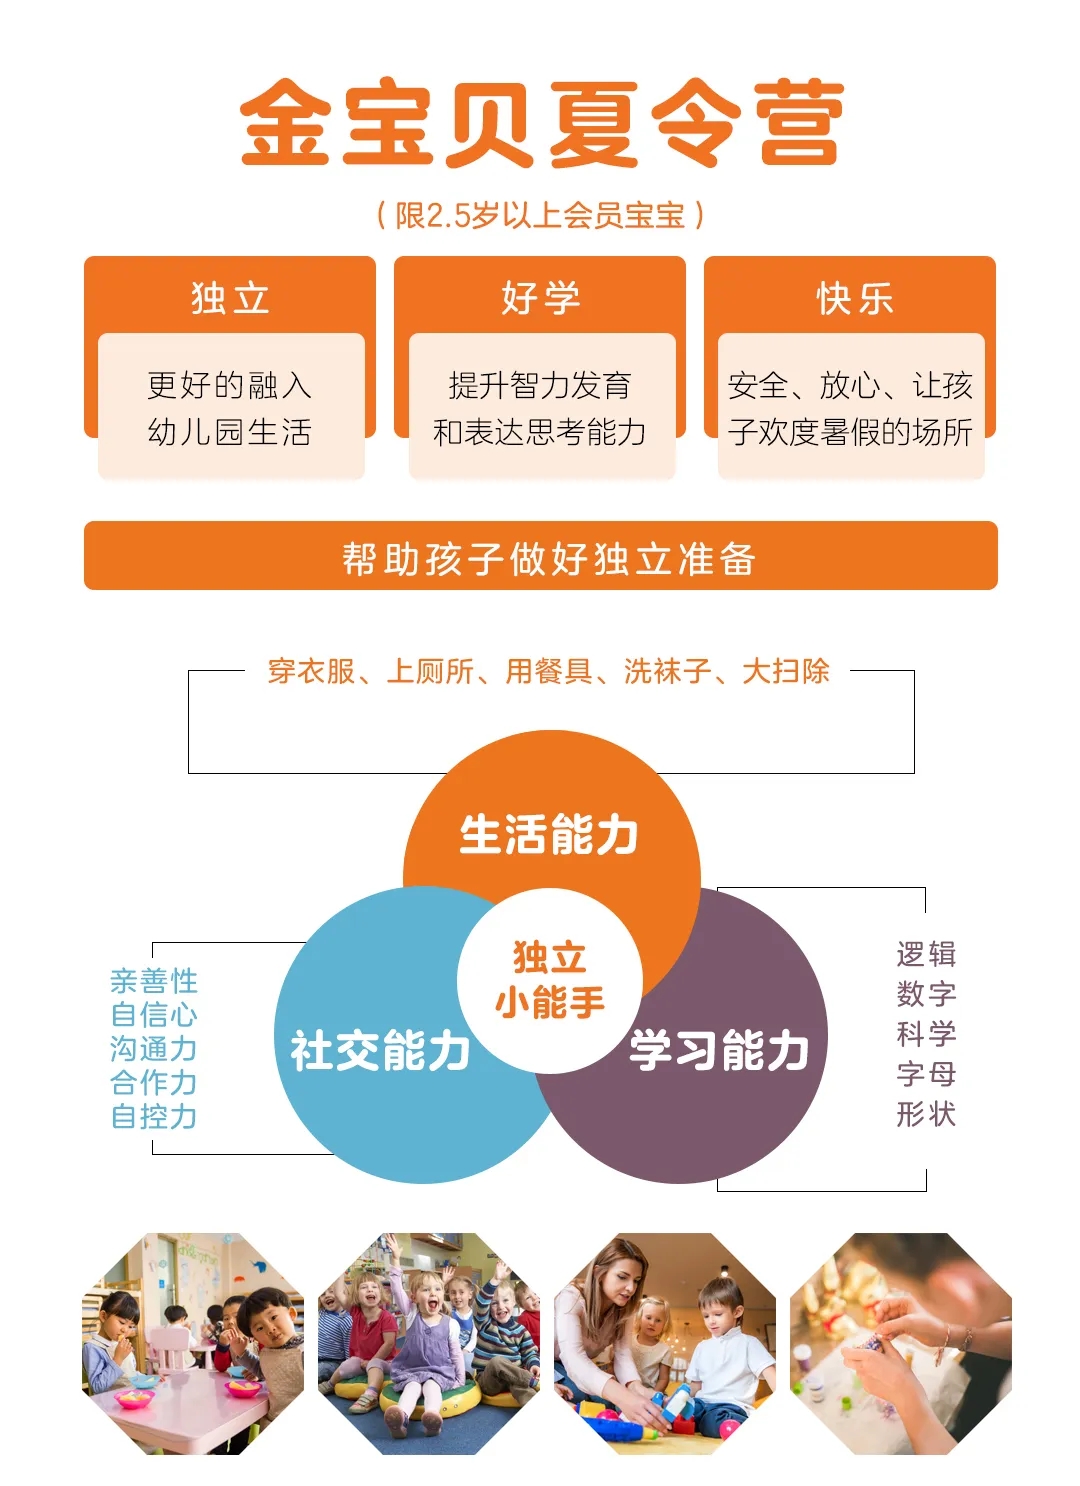 金宝贝夏令营
（限2.5岁以上会员宝宝）
独立
更好的融入
幼儿园生活
好学
提升智力发育
和表达思考能力
快乐
安全、放心、让孩
子欢度暑假的场所
帮助孩子做好独立准备
穿衣服、上厕所、用餐具、洗袜子、大扫除
生活能力
独立
小能手
社交能力
学习能力
亲善性
自信心
沟通力
合作力
自控力
逻辑
数字
科学
字母
形状